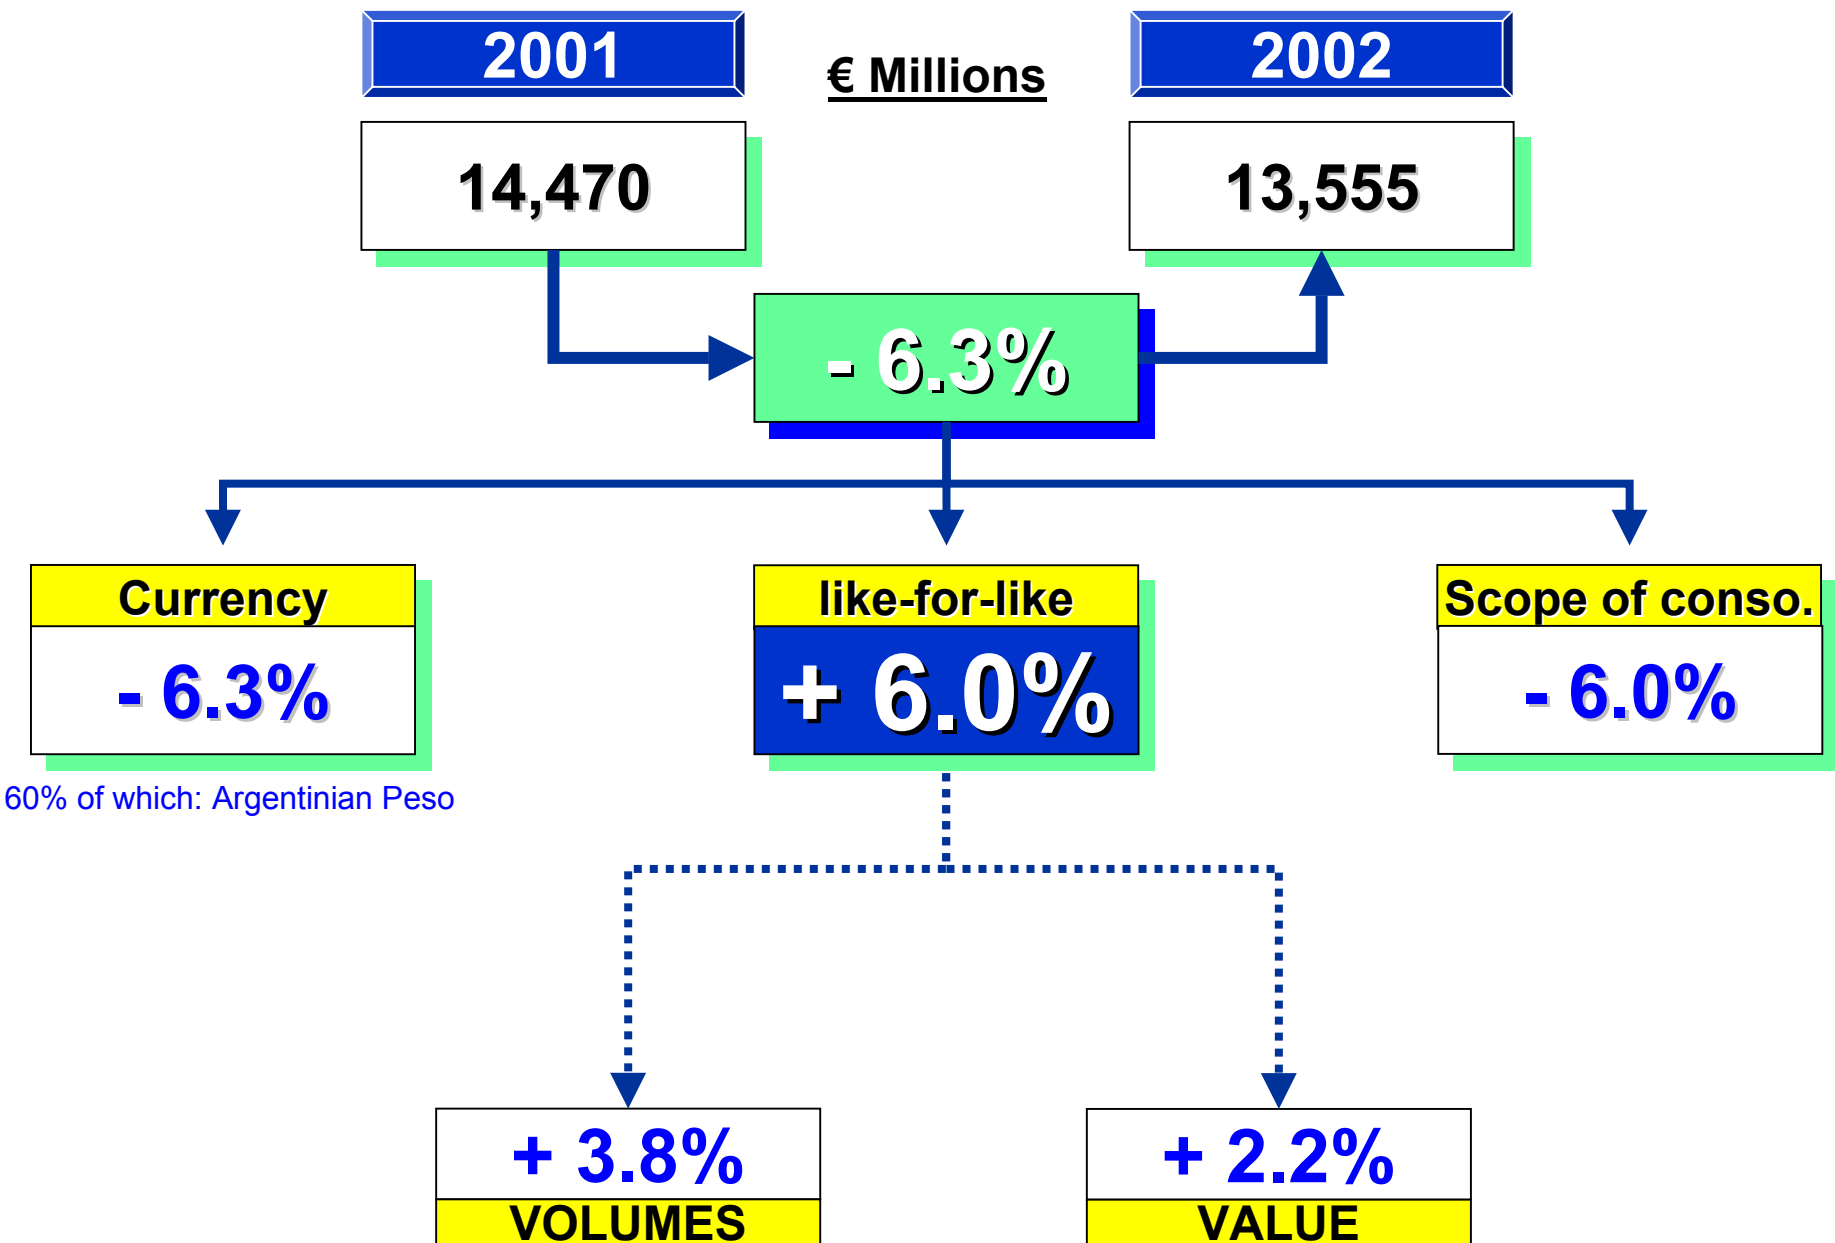 2001
€ Millions
2002
14,470
13,555
- 6.3%
Currency
like-for-like
Scope of conso.
- 6.3%
+ 6.0%
- 6.0%
60% of which: Argentinian Peso
+ 3.8%
+ 2.2%
VOLUMES
VALUE